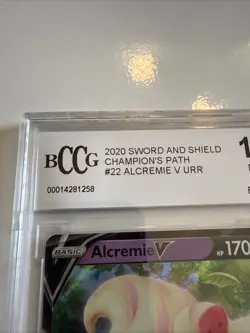 BCCG
2020 SWORD AND SHIELD
CHAMPION'S PATH
#22 ALCREMIE V URR
00014281258
BASIC Alcremie V HP 170